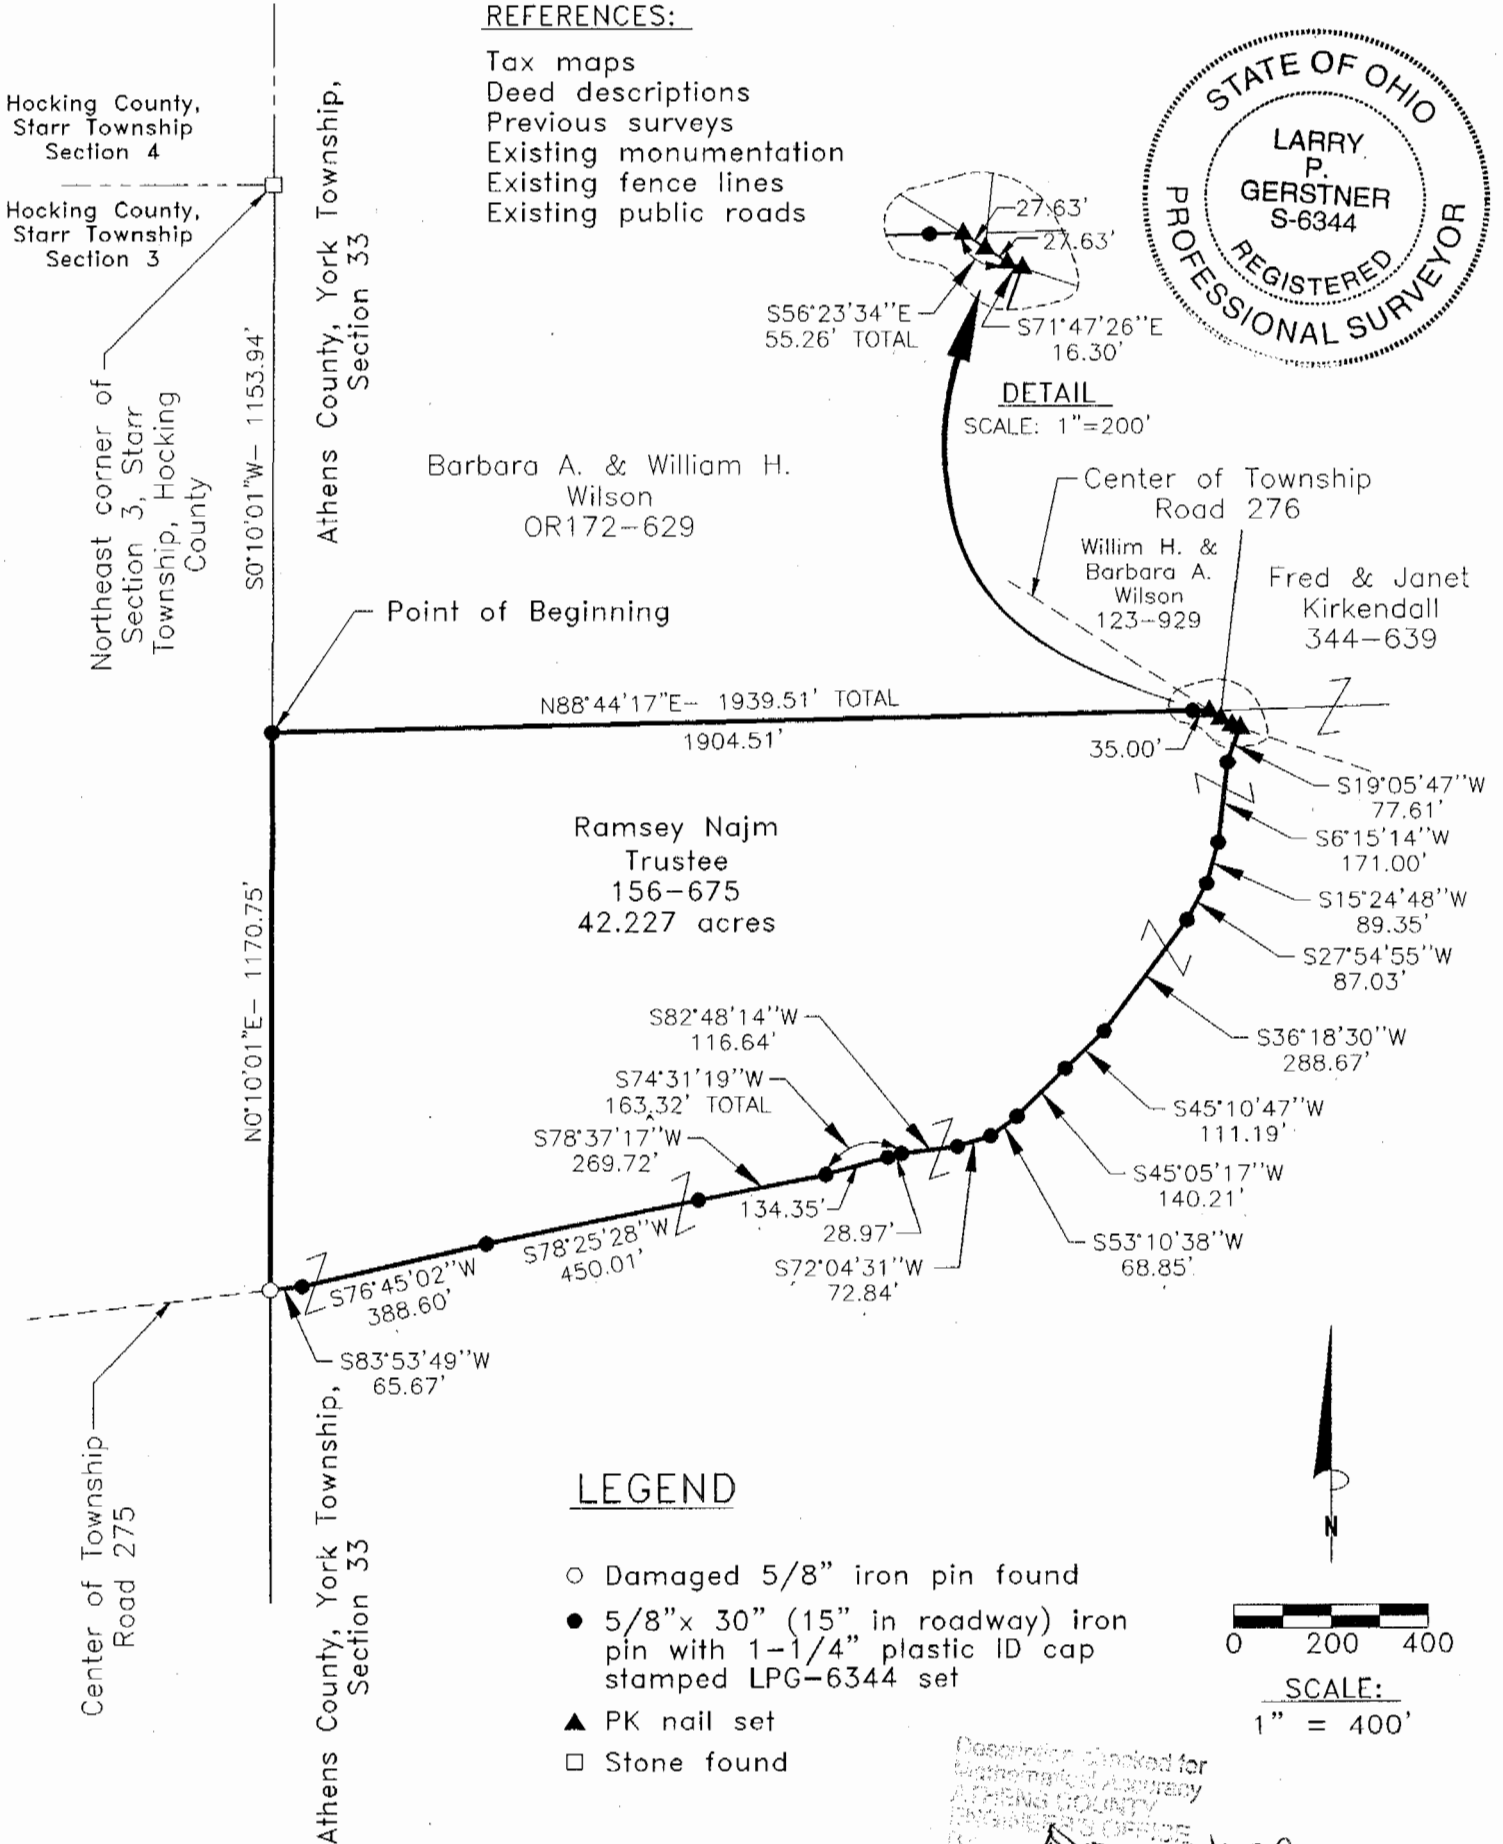 REFERENCES:
Tax maps
Deed descriptions
Previous surveys
Existing monumentation
Existing fence lines
Existing public roads
STATE OF OHIO
LARRY
P.
GERSTNER
S-6344
REGISTERED
PROFESSIONAL SURVEYOR
Hocking County,
Starr Township
Section 4
Hocking County,
Starr Township
Section 3
Athens County, York Township,
Section 33
Northeast corner of
Section 3, Starr
Township, Hocking
County
S0°10'01"W- 1153.94'
27.63'
27.63'
S56°23'34"E
55.26' TOTAL
S71°47'26"E
16.30'
DETAIL
SCALE: 1"=200'
Barbara A. & William H.
Wilson
OR172-629
Center of Township
Road 276
Willim H. &
Barbara A.
Wilson
123-929
Fred & Janet
Kirkendall
344-639
Point of Beginning
N88°44'17"E- 1939.51' TOTAL
1904.51'
35.00'
S19°05'47"W
77.61'
S6°15'14"W
171.00'
S15°24'48"W
89.35'
S27°54'55"W
87.03'
S36°18'30"W
288.67'
S45°10'47"W
111.19'
S45°05'17"W
140.21'
S53°10'38"W
68.85'
Ramsey Najm
Trustee
156-675
42.227 acres
N0°10'01"E- 1170.75'
S82°48'14"W
116.64'
S74°31'19"W
163.32' TOTAL
S78°37'17"W
269.72'
134.35'
28.97'
S72°04'31"W
72.84'
S78°25'28"W
450.01'
S76°45'02"W
388.60'
S83°53'49"W
65.67'
Center of Township
Road 275
Athens County, York Township,
Section 33
LEGEND
Damaged 5/8" iron pin found
5/8"x 30" (15" in roadway) iron
pin with 1-1/4" plastic ID cap
stamped LPG-6344 set
PK nail set
Stone found
N
0 200 400
SCALE:
1" = 400'
Description checked for
Mathematical Accuracy
ATHENS COUNTY
ENGINEER'S OFFICE